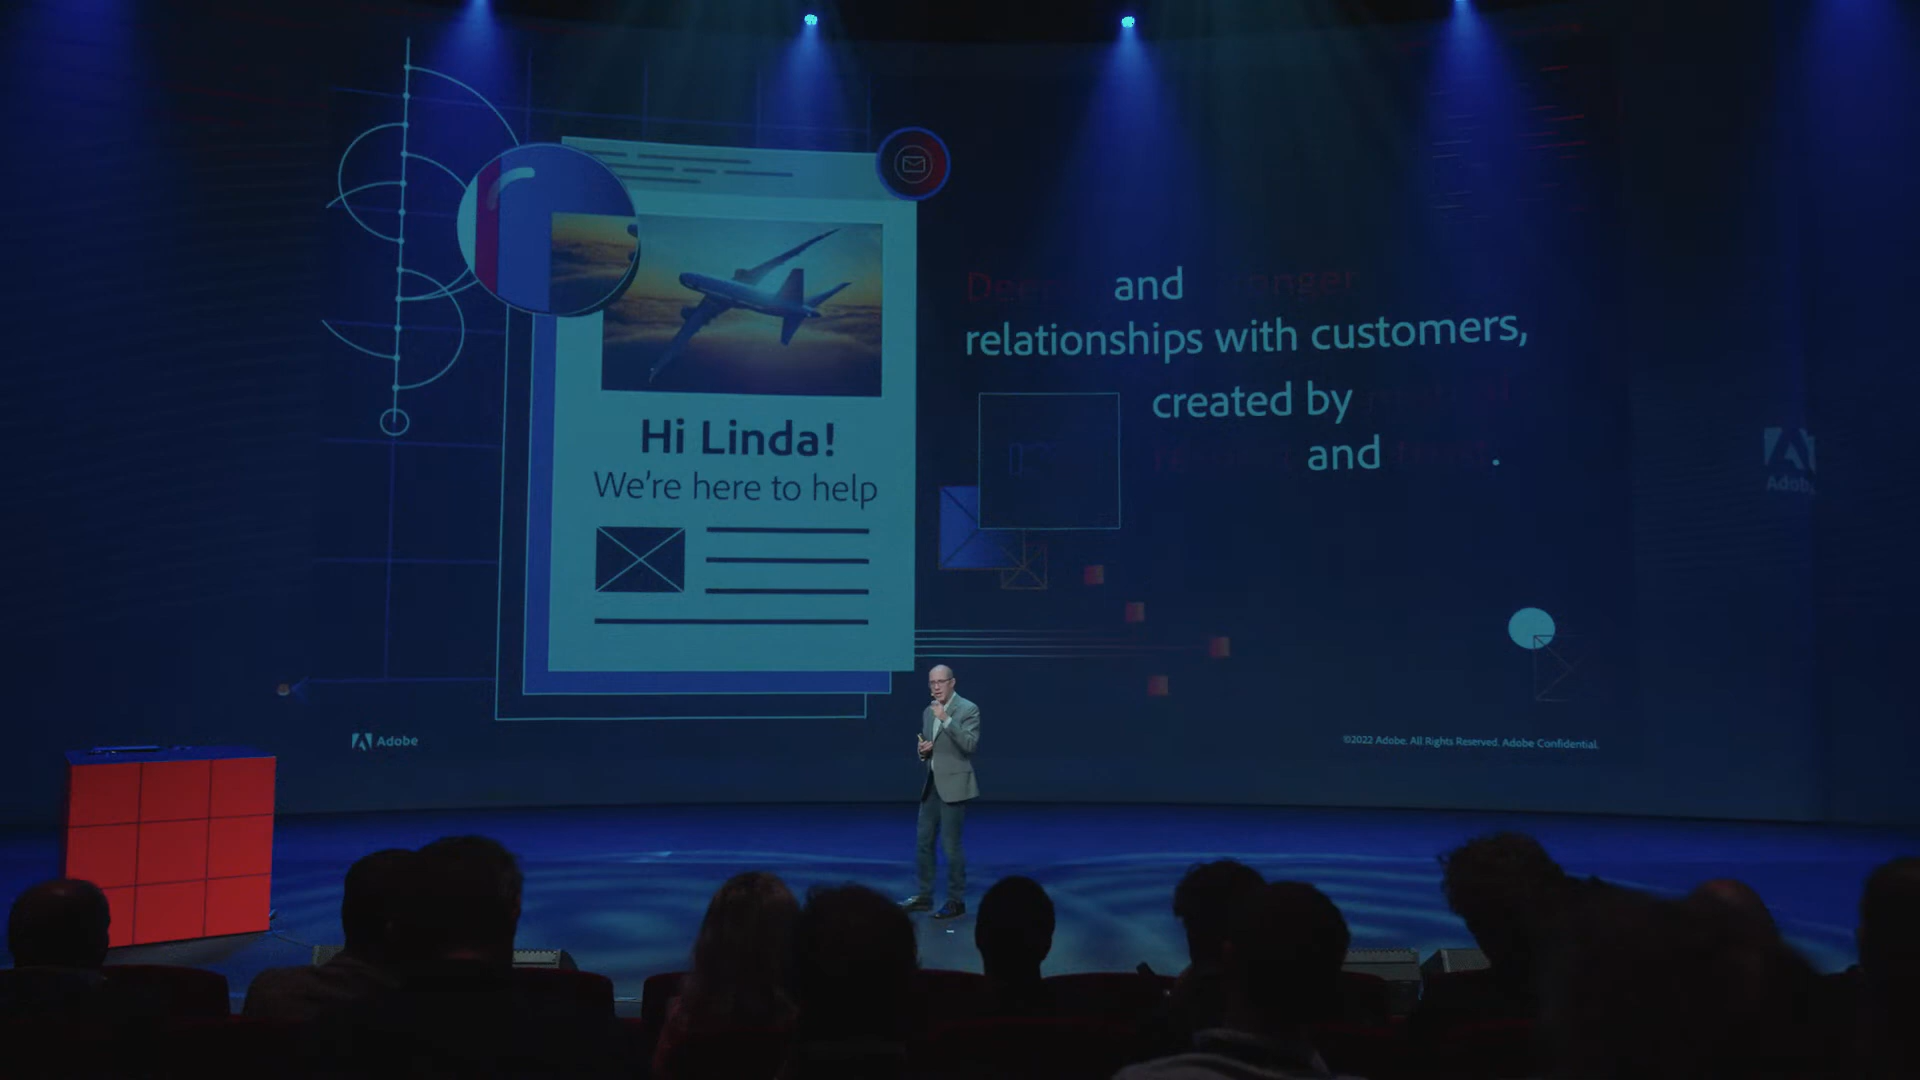 Hi Linda!
We're here to help
and
relationships with customers,
created by
and .
Adobe
Adobe
©2022 Adobe. All Rights Reserved. Adobe Confidential.